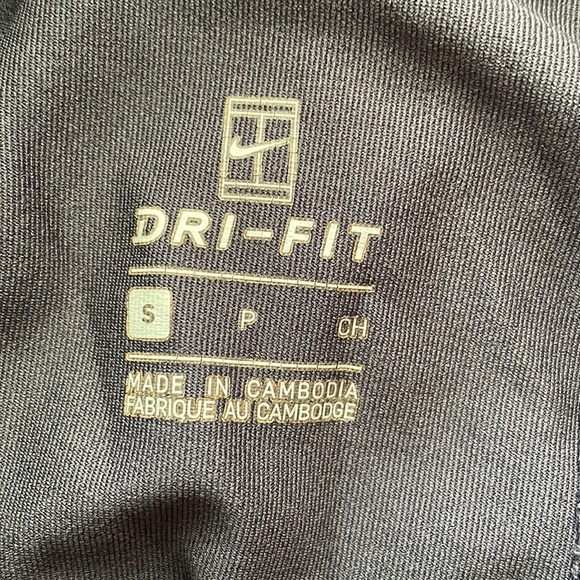 DRI-FIT
S P CH
MADE IN CAMBODIA
FABRIQUE AU CAMBODGE